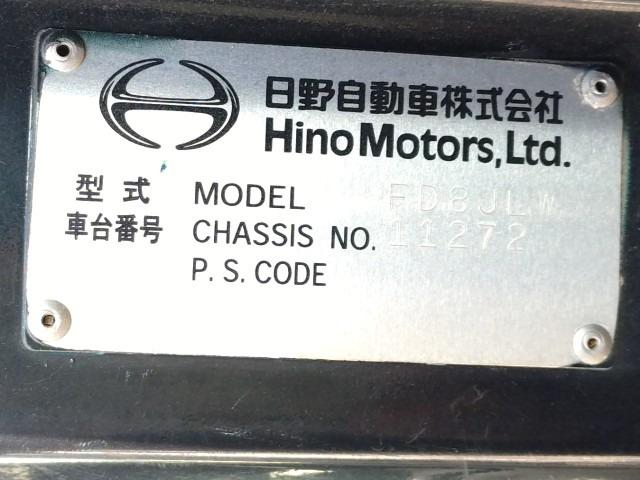 日野自動車株式会社
Hino Motors, Ltd.
型式 MODEL FD8JLW
車台番号 CHASSIS NO. 11272
P. S. CODE